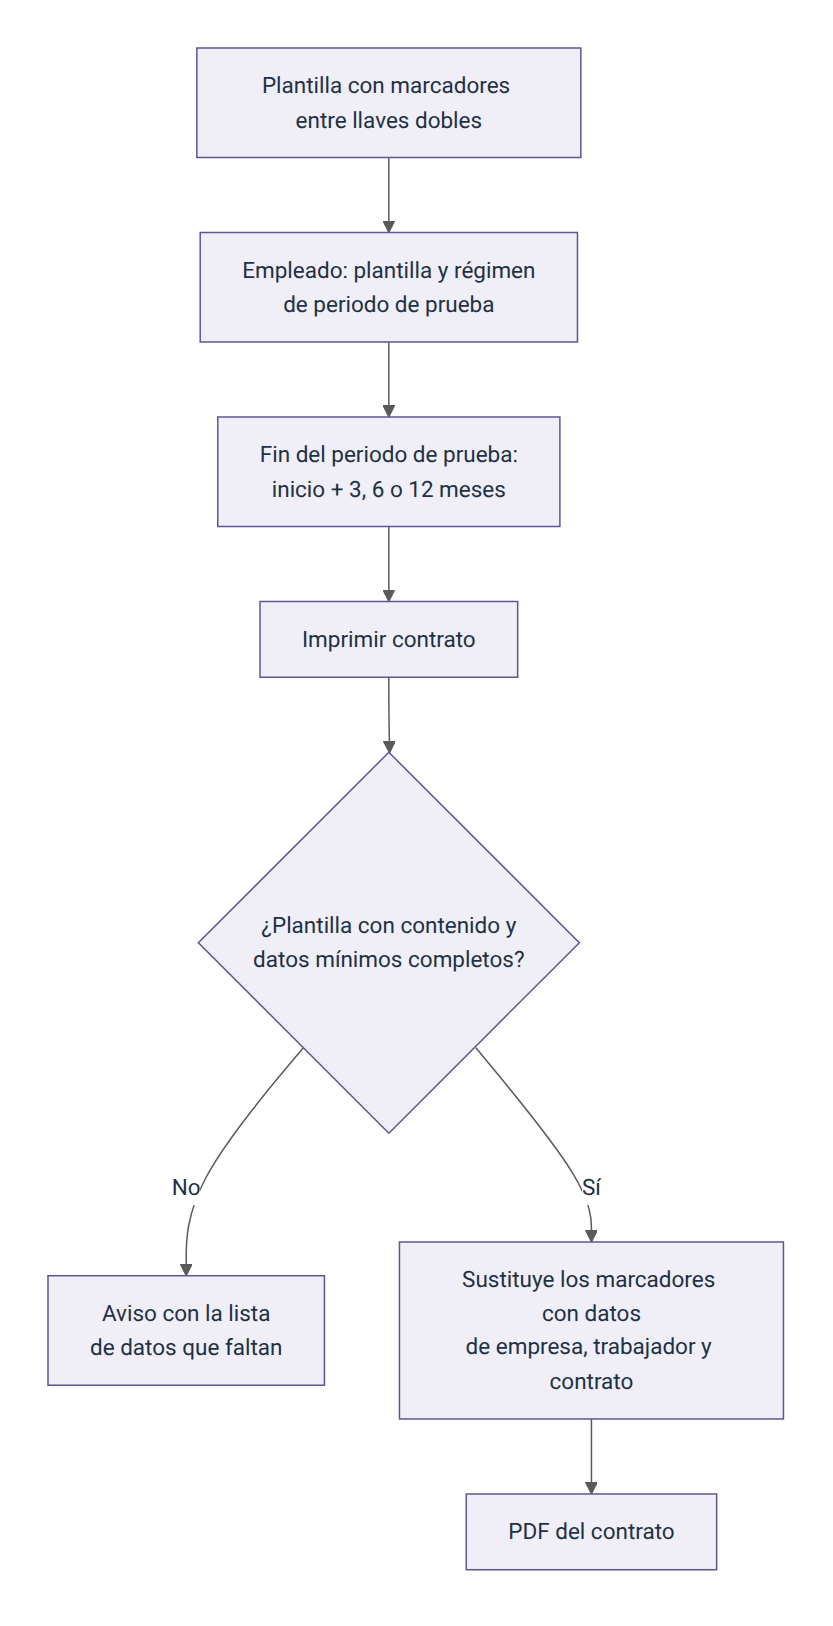 Plantilla con marcadores
entre llaves dobles
Empleado: plantilla y régimen
de periodo de prueba
Fin del periodo de prueba:
inicio + 3, 6 o 12 meses
Imprimir contrato
¿Plantilla con contenido y
datos mínimos completos?
No
Sí
Aviso con la lista
de datos que faltan
Sustituye los marcadores
con datos
de empresa, trabajador y
contrato
PDF del contrato